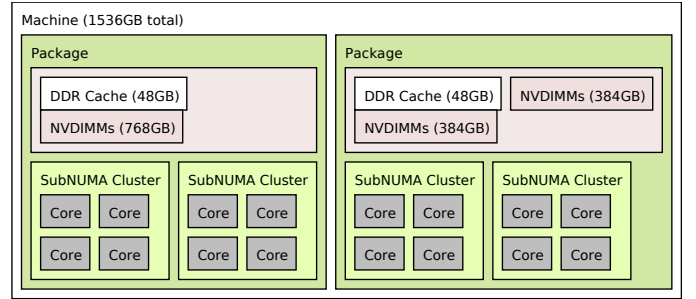 Machine (1536GB total)
Package
DDR Cache (48GB)
NVDIMMs (768GB)
SubNUMA Cluster
Core Core
Core Core
SubNUMA Cluster
Core Core
Core Core
Package
DDR Cache (48GB)
NVDIMMs (384GB)
NVDIMMs (384GB)
SubNUMA Cluster
Core Core
Core Core
SubNUMA Cluster
Core Core
Core Core